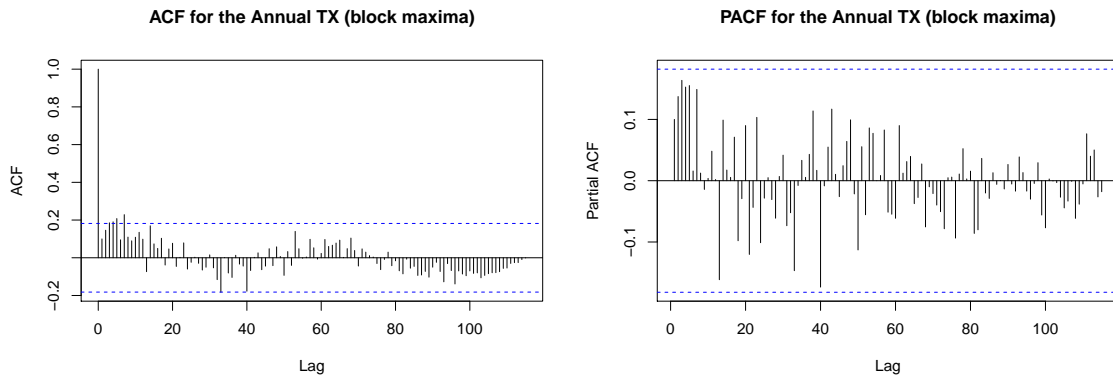 ACF for the Annual TX (block maxima)
ACF
1.0
0.8
0.6
0.4
0.2
−0.2
0 20 40 60 80 100
Lag
PACF for the Annual TX (block maxima)
Partial ACF
0.1
0.0
−0.1
0 20 40 60 80 100
Lag